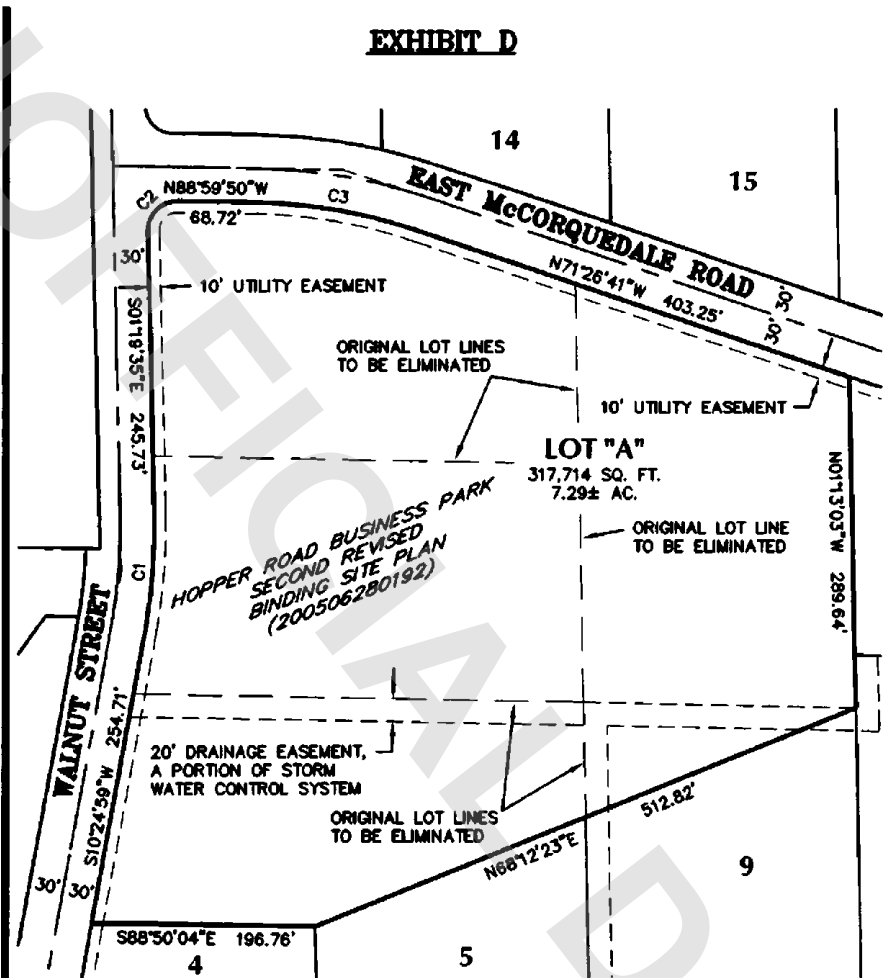 EXHIBIT D
14
15
EAST McCORQUEDALE ROAD
N88°59'50"W
68.72'
C2
C3
N71°26'41"W 403.25'
30'
30'
30'
10' UTILITY EASEMENT
S01°19'35"E 245.73'
ORIGINAL LOT LINES
TO BE ELIMINATED
10' UTILITY EASEMENT
LOT "A"
317,714 SQ. FT.
7.29± AC.
N01°13'03"W 289.64'
ORIGINAL LOT LINE
TO BE ELIMINATED
HOPPER ROAD BUSINESS PARK
SECOND REVISED
BINDING SITE PLAN
(200506280192)
C1
WALNUT STREET
S10°24'59"W 254.71'
20' DRAINAGE EASEMENT,
A PORTION OF STORM
WATER CONTROL SYSTEM
ORIGINAL LOT LINES
TO BE ELIMINATED
512.82'
N68°12'23"E
9
30'
30'
S88°50'04"E 196.76'
4
5